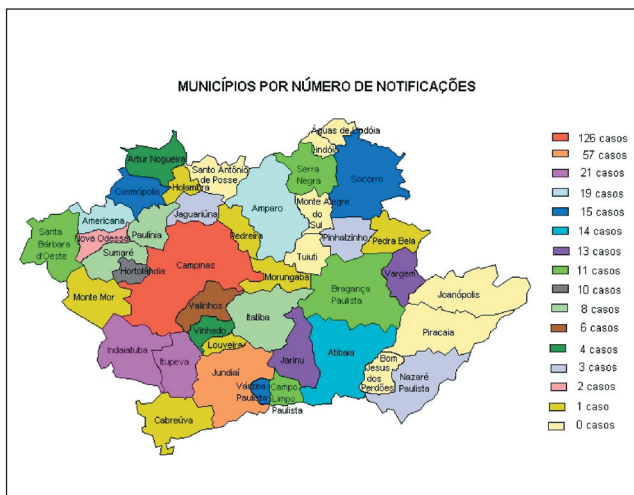 MUNICÍPIOS POR NÚMERO DE NOTIFICAÇÕES
Águas de Lindóia
Lindóia
Artur Nogueira
Santo Antônio
de Posse
Serra
Negra
Socorro
Holambra
Cosmópolis
Monte Alegre
do
Sul
Jaguariúna
Amparo
Americana
Santa
Bárbara
d'Oeste
Nova Odessa
Paulínia
Pedreira
Pinhalzinho
Pedra Bela
Sumaré
Tuiuti
Hortolândia
Campinas
Morungaba
Vargem
Joanópolis
Monte Mor
Bragança
Paulista
Valinhos
Itatiba
Vinhedo
Piracaia
Louveira
Indaiatuba
Itupeva
Jundiaí
Jarinu
Atibaia
Bom
Jesus
dos
Perdões
Nazaré
Paulista
Várzea
Paulista
Campo
Limpo
Paulista
Cabreúva
126 casos
57 casos
21 casos
19 casos
15 casos
14 casos
13 casos
11 casos
10 casos
8 casos
6 casos
4 casos
3 casos
2 casos
1 caso
0 casos